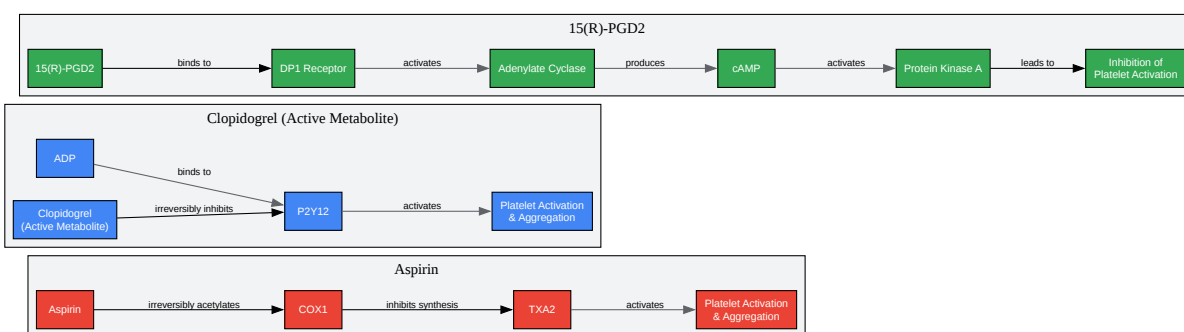 15(R)-PGD2
15(R)-PGD2
binds to
DP1 Receptor
activates
Adenylate Cyclase
produces
cAMP
activates
Protein Kinase A
leads to
Inhibition of
Platelet Activation
Clopidogrel (Active Metabolite)
ADP
binds to
Clopidogrel
(Active Metabolite)
irreversibly inhibits
P2Y12
activates
Platelet Activation
& Aggregation
Aspirin
Aspirin
irreversibly acetylates
COX1
inhibits synthesis
TXA2
activates
Platelet Activation
& Aggregation